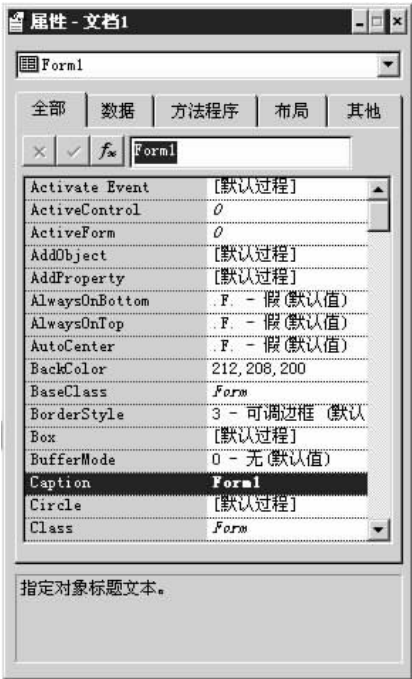 属性 - 文档1
Form1
全部 数据 方法程序 布局 其他
Form1
Activate Event [默认过程]
ActiveControl 0
ActiveForm 0
AddObject [默认过程]
AddProperty [默认过程]
AlwaysOnBottom .F. - 假(默认值)
AlwaysOnTop .F. - 假(默认值)
AutoCenter .F. - 假(默认值)
BackColor 212,208,200
BaseClass Form
BorderStyle 3 - 可调边框 (默认
Box [默认过程]
BufferMode 0 - 无(默认值)
Caption Form1
Circle [默认过程]
Class Form
指定对象标题文本。